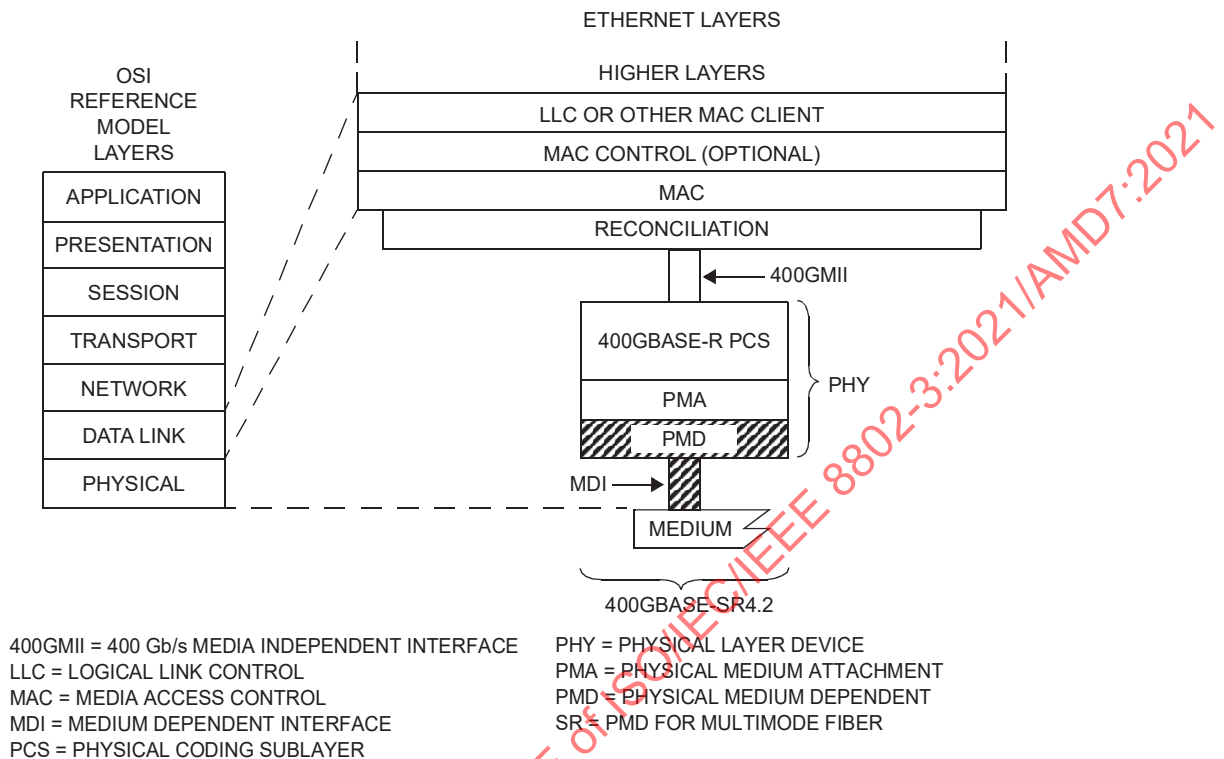 ETHERNET LAYERS
OSI
REFERENCE
MODEL
LAYERS
HIGHER LAYERS
LLC OR OTHER MAC CLIENT
MAC CONTROL (OPTIONAL)
MAC
RECONCILIATION
APPLICATION
PRESENTATION
SESSION
TRANSPORT
NETWORK
DATA LINK
PHYSICAL
400GMII
400GBASE-R PCS
PMA
PMD
PHY
MDI
MEDIUM
400GBASE-SR4.2
400GMII = 400 Gb/s MEDIA INDEPENDENT INTERFACE
LLC = LOGICAL LINK CONTROL
MAC = MEDIA ACCESS CONTROL
MDI = MEDIUM DEPENDENT INTERFACE
PCS = PHYSICAL CODING SUBLAYER
PHY = PHYSICAL LAYER DEVICE
PMA = PHYSICAL MEDIUM ATTACHMENT
PMD = PHYSICAL MEDIUM DEPENDENT
SR = PMD FOR MULTIMODE FIBER
of ISO/IEC/IEEE 8802-3:2021/AMD7:2021